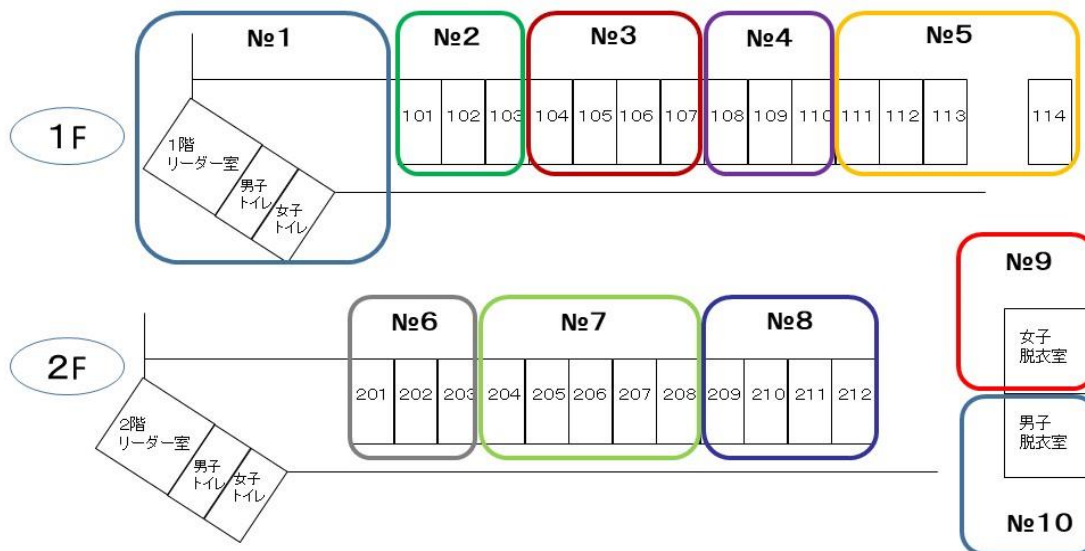 №1
№2
№3
№4
№5
1F
101
102
103
104
105
106
107
108
109
110
111
112
113
114
1階
リーダー室
男子
トイレ
女子
トイレ
№6
№7
№8
№9
2F
201
202
203
204
205
206
207
208
209
210
211
212
女子
脱衣室
2階
リーダー室
男子
トイレ
女子
トイレ
男子
脱衣室
№10